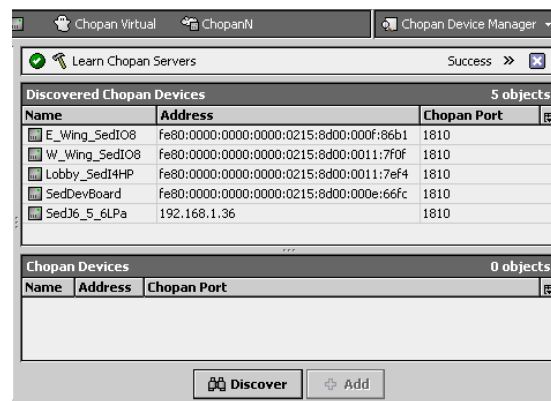 Chopan Virtual ChopanN Chopan Device Manager
Learn Chopan Servers Success »
Discovered Chopan Devices 5 objects
Name Address Chopan Port
E_Wing_SedIO8 fe80:0000:0000:0000:0215:8d00:000f:86b1 1810
W_Wing_SedIO8 fe80:0000:0000:0000:0215:8d00:0011:7f0f 1810
Lobby_SedI4HP fe80:0000:0000:0000:0215:8d00:0011:7ef4 1810
SedDevBoard fe80:0000:0000:0000:0215:8d00:000e:66fc 1810
SedJ6_5_6LPa 192.168.1.36 1810
Chopan Devices 0 objects
Name Address Chopan Port
Discover Add